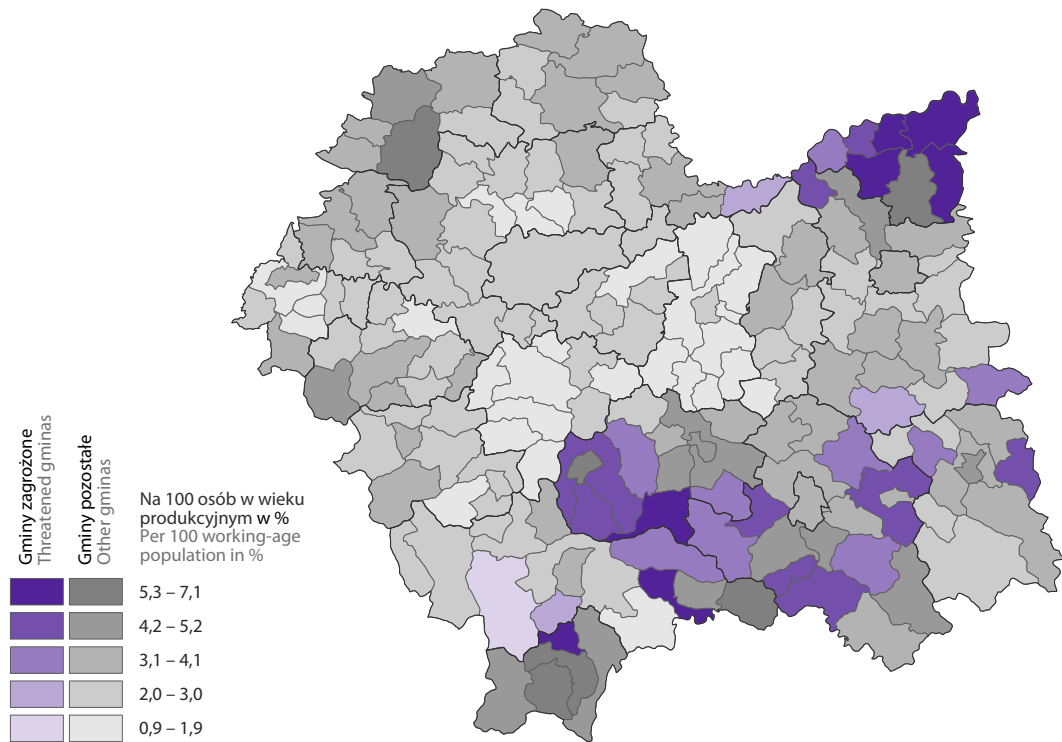 Gminy zagrożone
Threatened gminas
Gminy pozostałe
Other gminas
Na 100 osób w wieku
produkcyjnym w %
Per 100 working-age
population in %
5,3 – 7,1
4,2 – 5,2
3,1 – 4,1
2,0 – 3,0
0,9 – 1,9